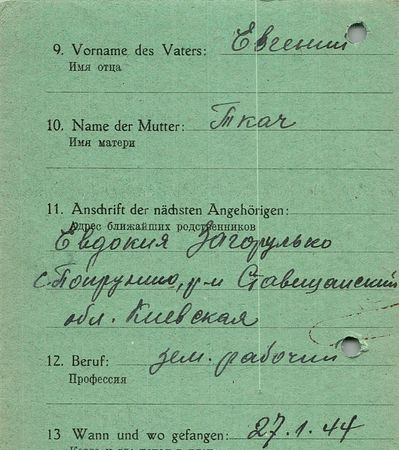 9. Vorname des Vaters: Евгений
Имя отца
10. Name der Mutter: Ткач
Имя матери
11. Anschrift der nächsten Angehörigen:
Адрес ближайших родственников
Евдокия Загорулько
р-н Ставищанский
обл. Киевская
12. Beruf: зем. рабочий
Профессия
13 Wann und wo gefangen: 27.1.44